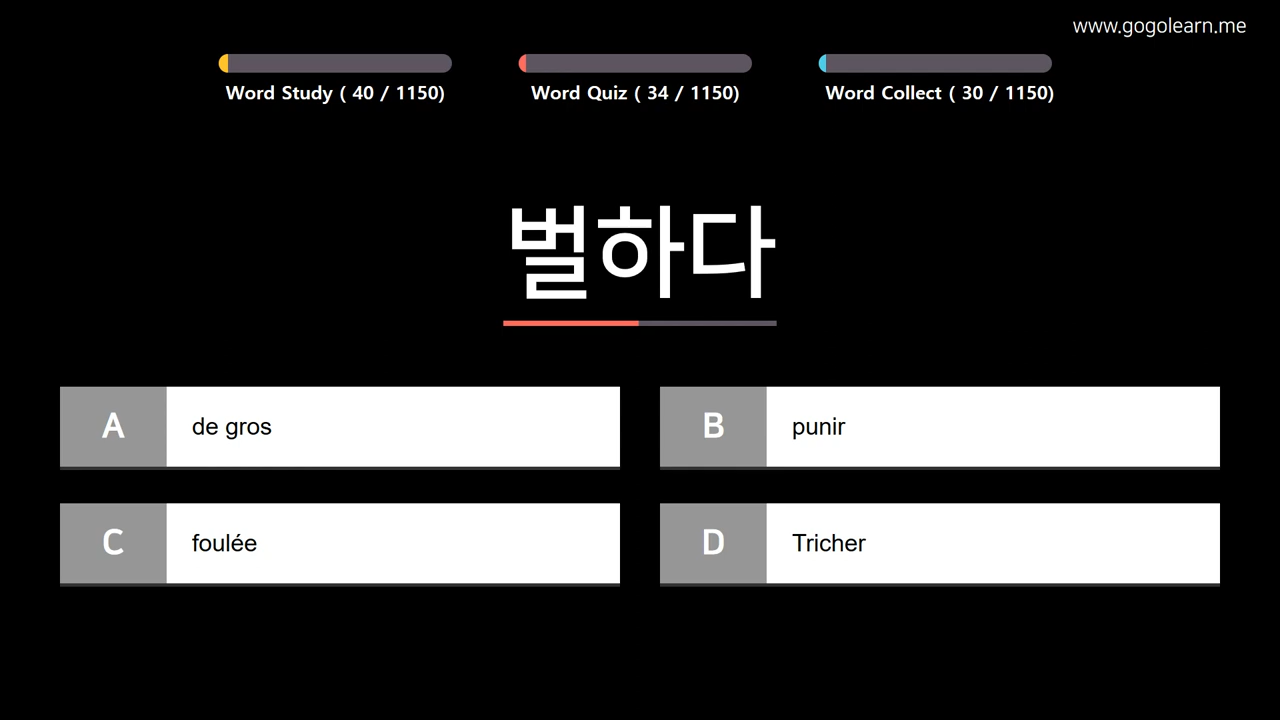 www.gogolearn.me
Word Study ( 40 / 1150)
Word Quiz ( 34 / 1150)
Word Collect ( 30 / 1150)
벌하다
A de gros
B punir
C foulée
D Tricher